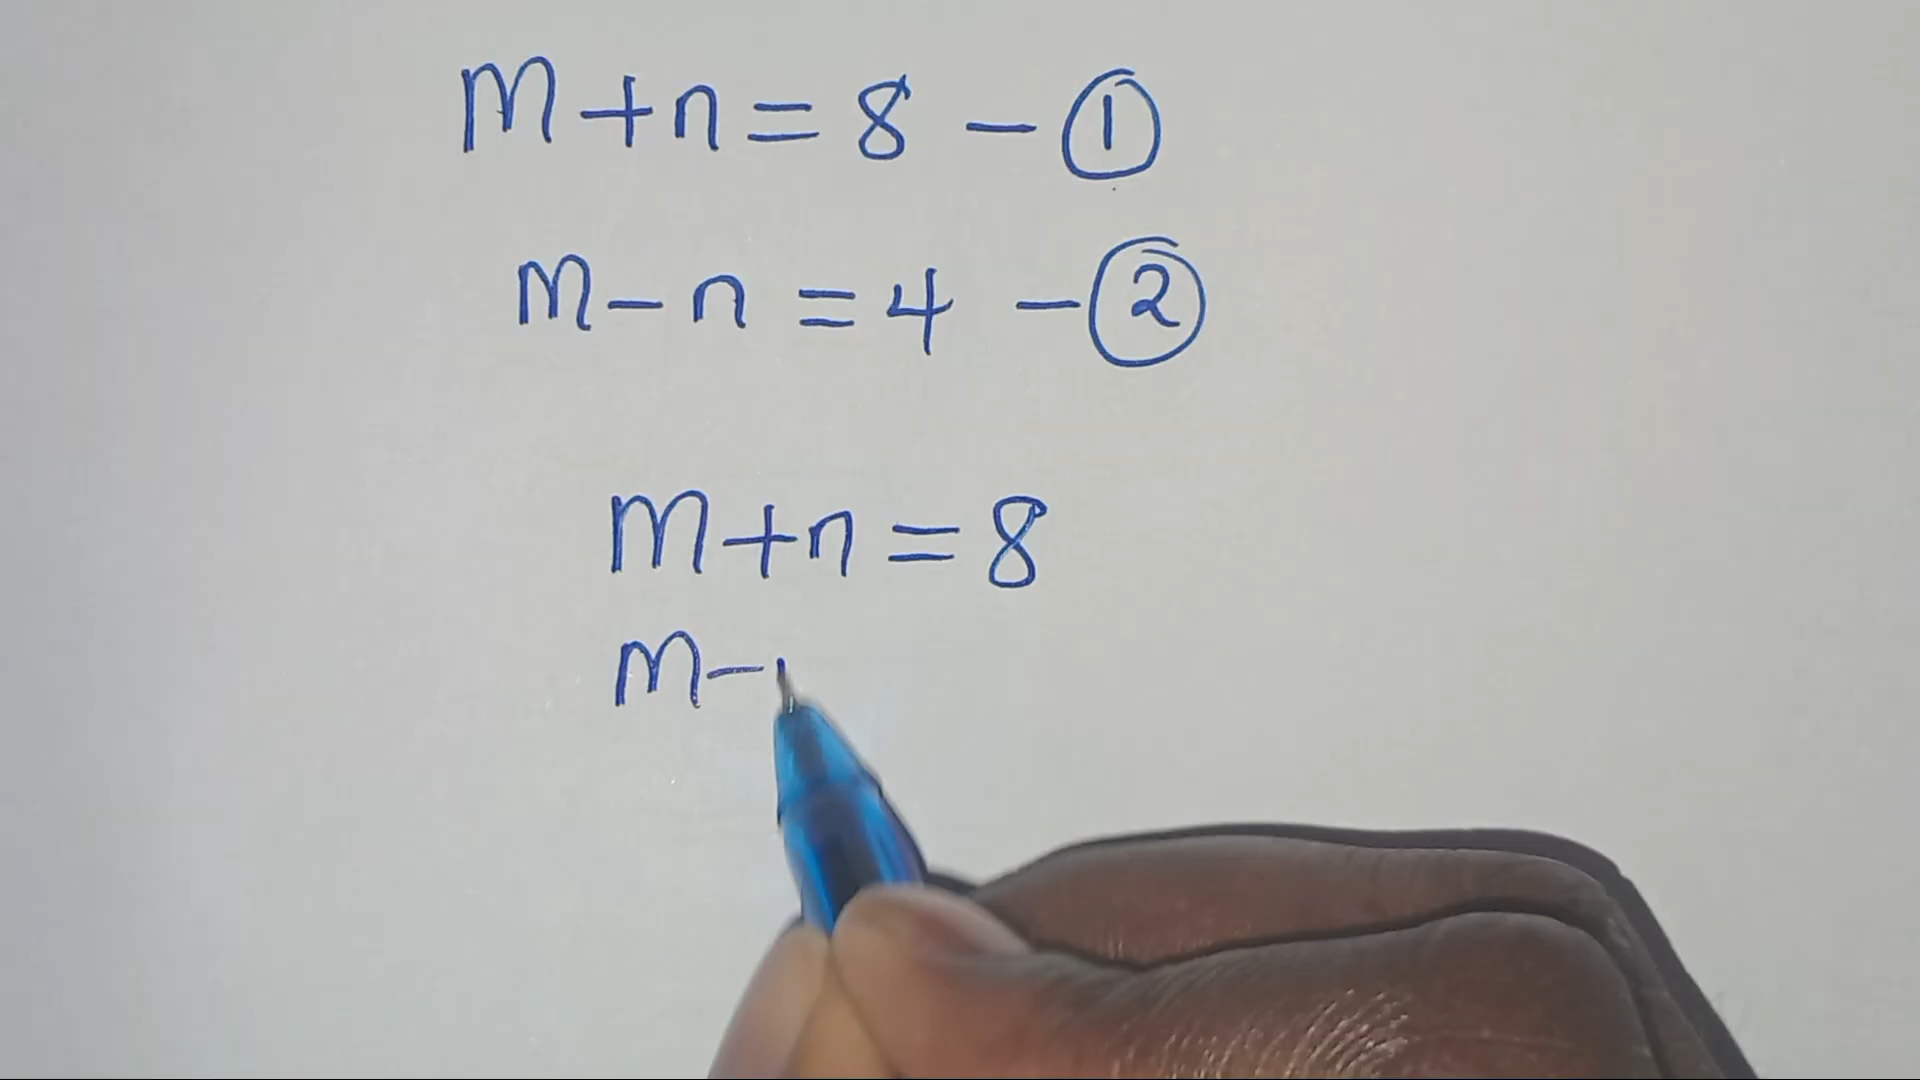 m+n=8 - ①
m-n=4 - ②
m+n=8
m-